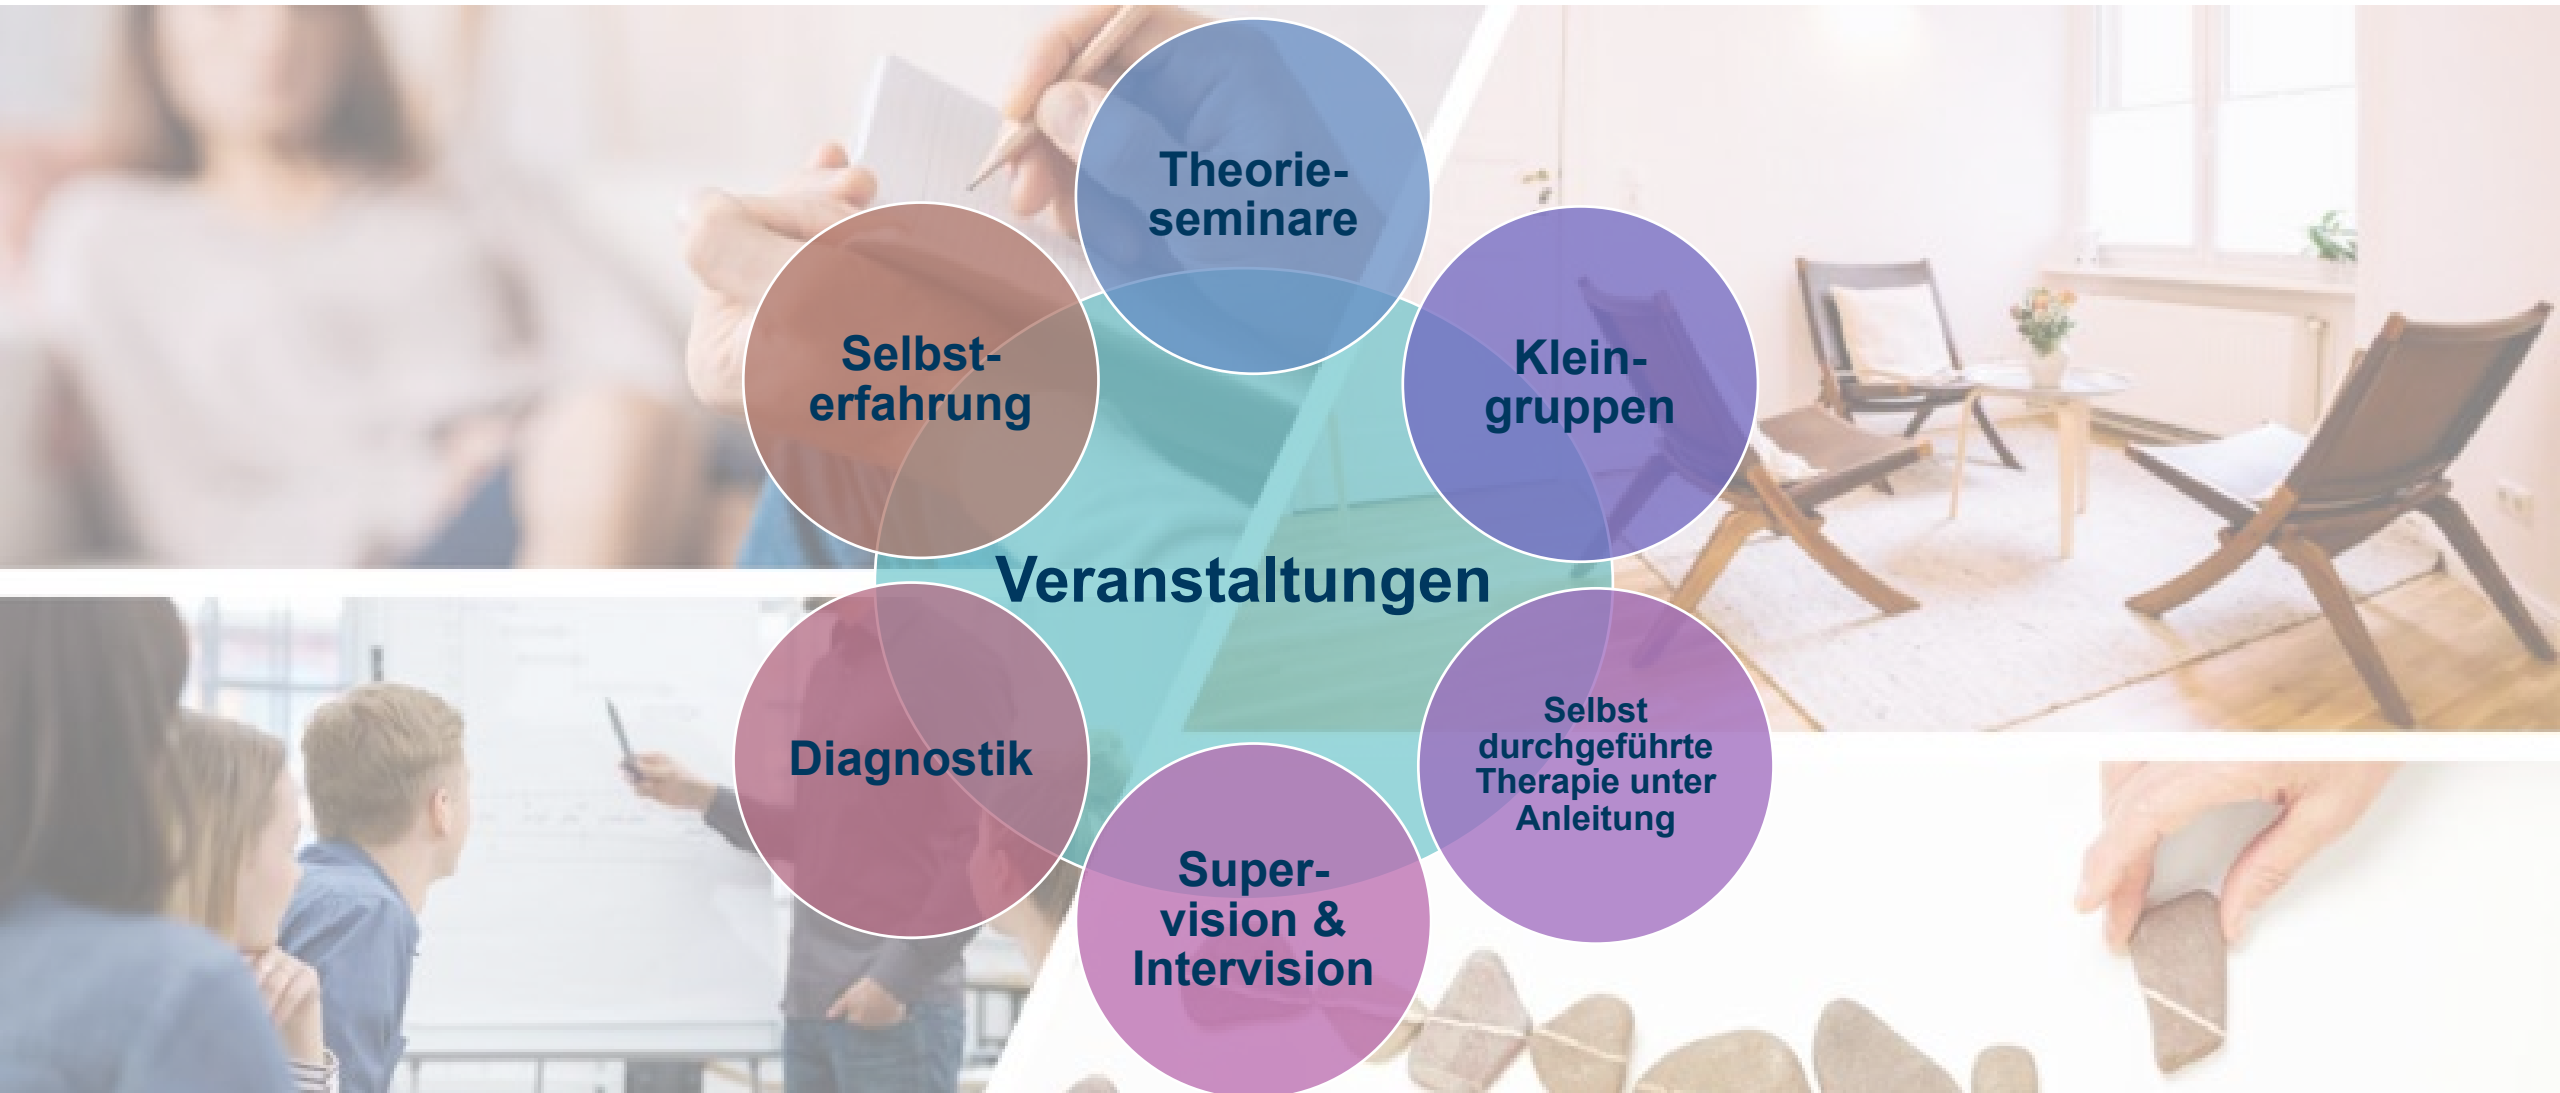 Theorie-
seminare
Selbst-
erfahrung
Klein-
gruppen
Veranstaltungen
Diagnostik
Selbst
durchgeführte
Therapie unter
Anleitung
Super-
vision &
Intervision